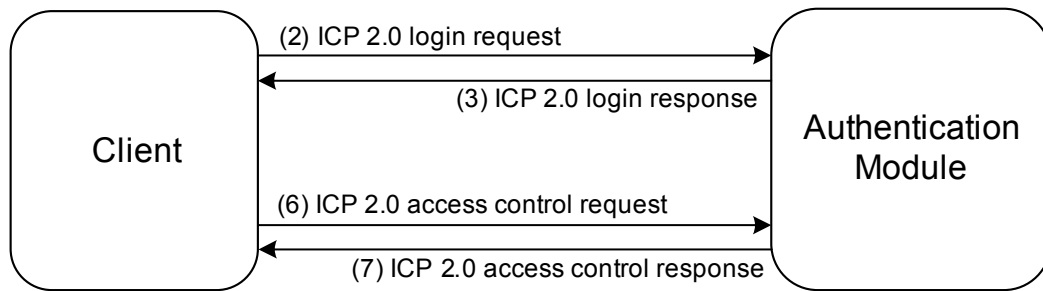 (2) ICP 2.0 login request
(3) ICP 2.0 login response
Client
Authentication
Module
(6) ICP 2.0 access control request
(7) ICP 2.0 access control response